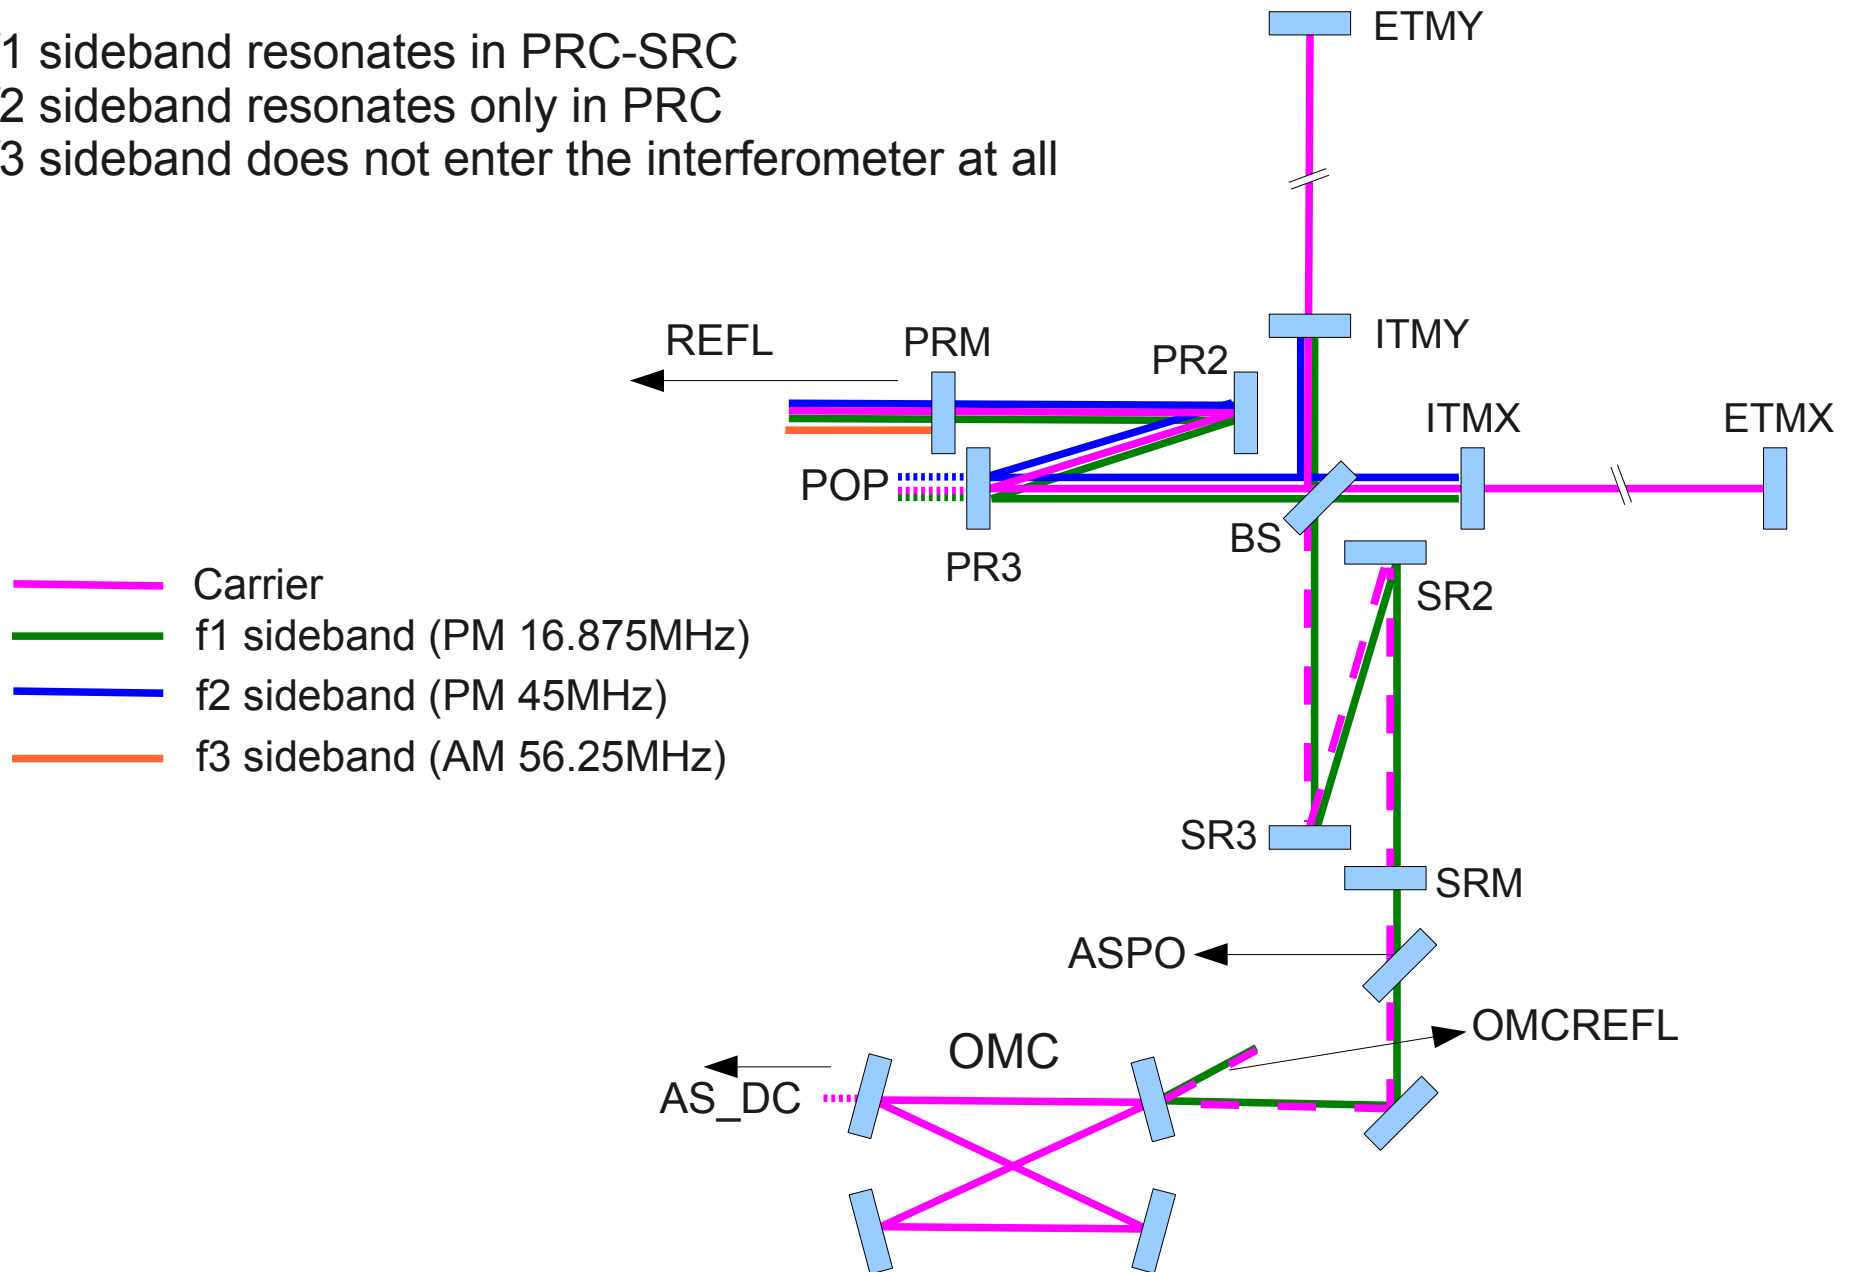 1 sideband resonates in PRC-SRC
2 sideband resonates only in PRC
3 sideband does not enter the interferometer at all
ETMY
ITMY
REFL
PRM
PR2
ITMX
ETMX
POP
BS
PR3
SR2
Carrier
f1 sideband (PM 16.875MHz)
f2 sideband (PM 45MHz)
f3 sideband (AM 56.25MHz)
SR3
SRM
ASPO
OMCREFL
OMC
AS_DC